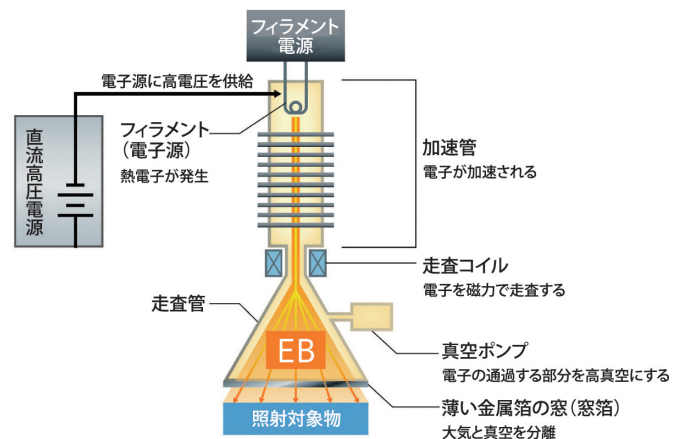 フィラメント
電源
電子源に高電圧を供給
直流高圧電源
フィラメント
(電子源)
熱電子が発生
加速管
電子が加速される
走査コイル
電子を磁力で走査する
走査管
EB
真空ポンプ
電子の通過する部分を高真空にする
薄い金属箔の窓(窓箔)
大気と真空を分離
照射対象物